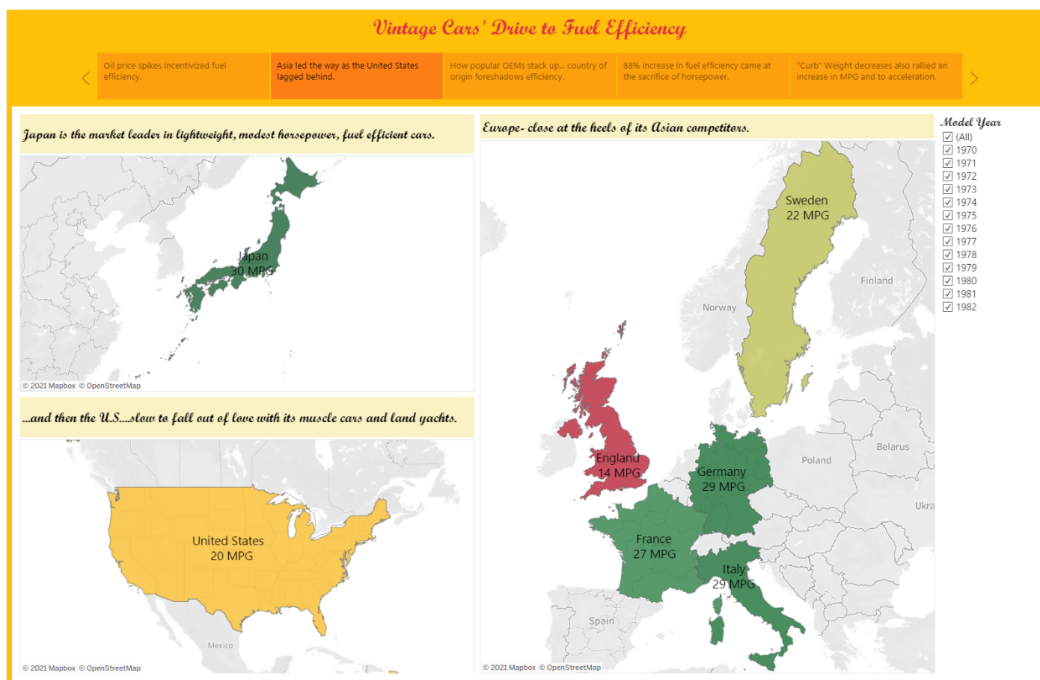 Vintage Cars' Drive to Fuel Efficiency
Oil price spikes incentivized fuel
efficiency.
Asia led the way as the United States
lagged behind.
How popular OEMs stack up... country of
origin foreshadows efficiency.
88% increase in fuel efficiency came at
the sacrifice of horsepower.
"Curb" Weight decreases also rallied an
increase in MPG and to acceleration.
Japan is the market leader in lightweight, modest horsepower, fuel efficient cars.
Japan
30 MPG
© 2021 Mapbox © OpenStreetMap
...and then the U.S....slow to fall out of love with its muscle cars and land yachts.
United States
20 MPG
Mexico
© 2021 Mapbox © OpenStreetMap
Europe- close at the heels of its Asian competitors.
Sweden
22 MPG
Finland
Norway
England
14 MPG
Germany
29 MPG
Poland
Belarus
Ukra
France
27 MPG
Italy
29 MPG
Spain
© 2021 Mapbox © OpenStreetMap
Model Year
(All)
1970
1971
1972
1973
1974
1975
1976
1977
1978
1979
1980
1981
1982